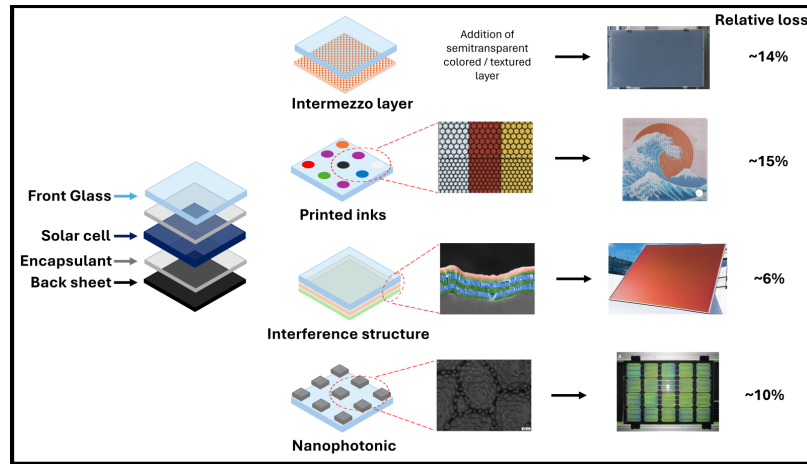 Relative loss
Addition of
semitransparent
colored / textured
layer
~14%
Intermezzo layer
~15%
Printed inks
Front Glass
Solar cell
Encapsulant
Back sheet
~6%
Interference structure
~10%
Nanophotonic